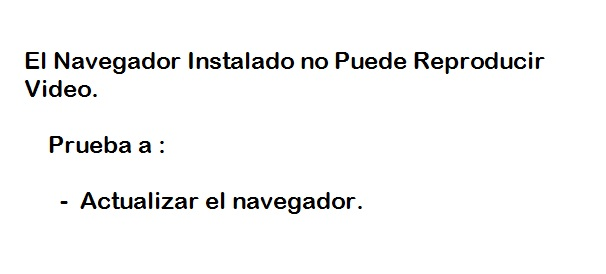 El Navegador Instalado no Puede Reproducir
Video.
Prueba a :
- Actualizar el navegador.